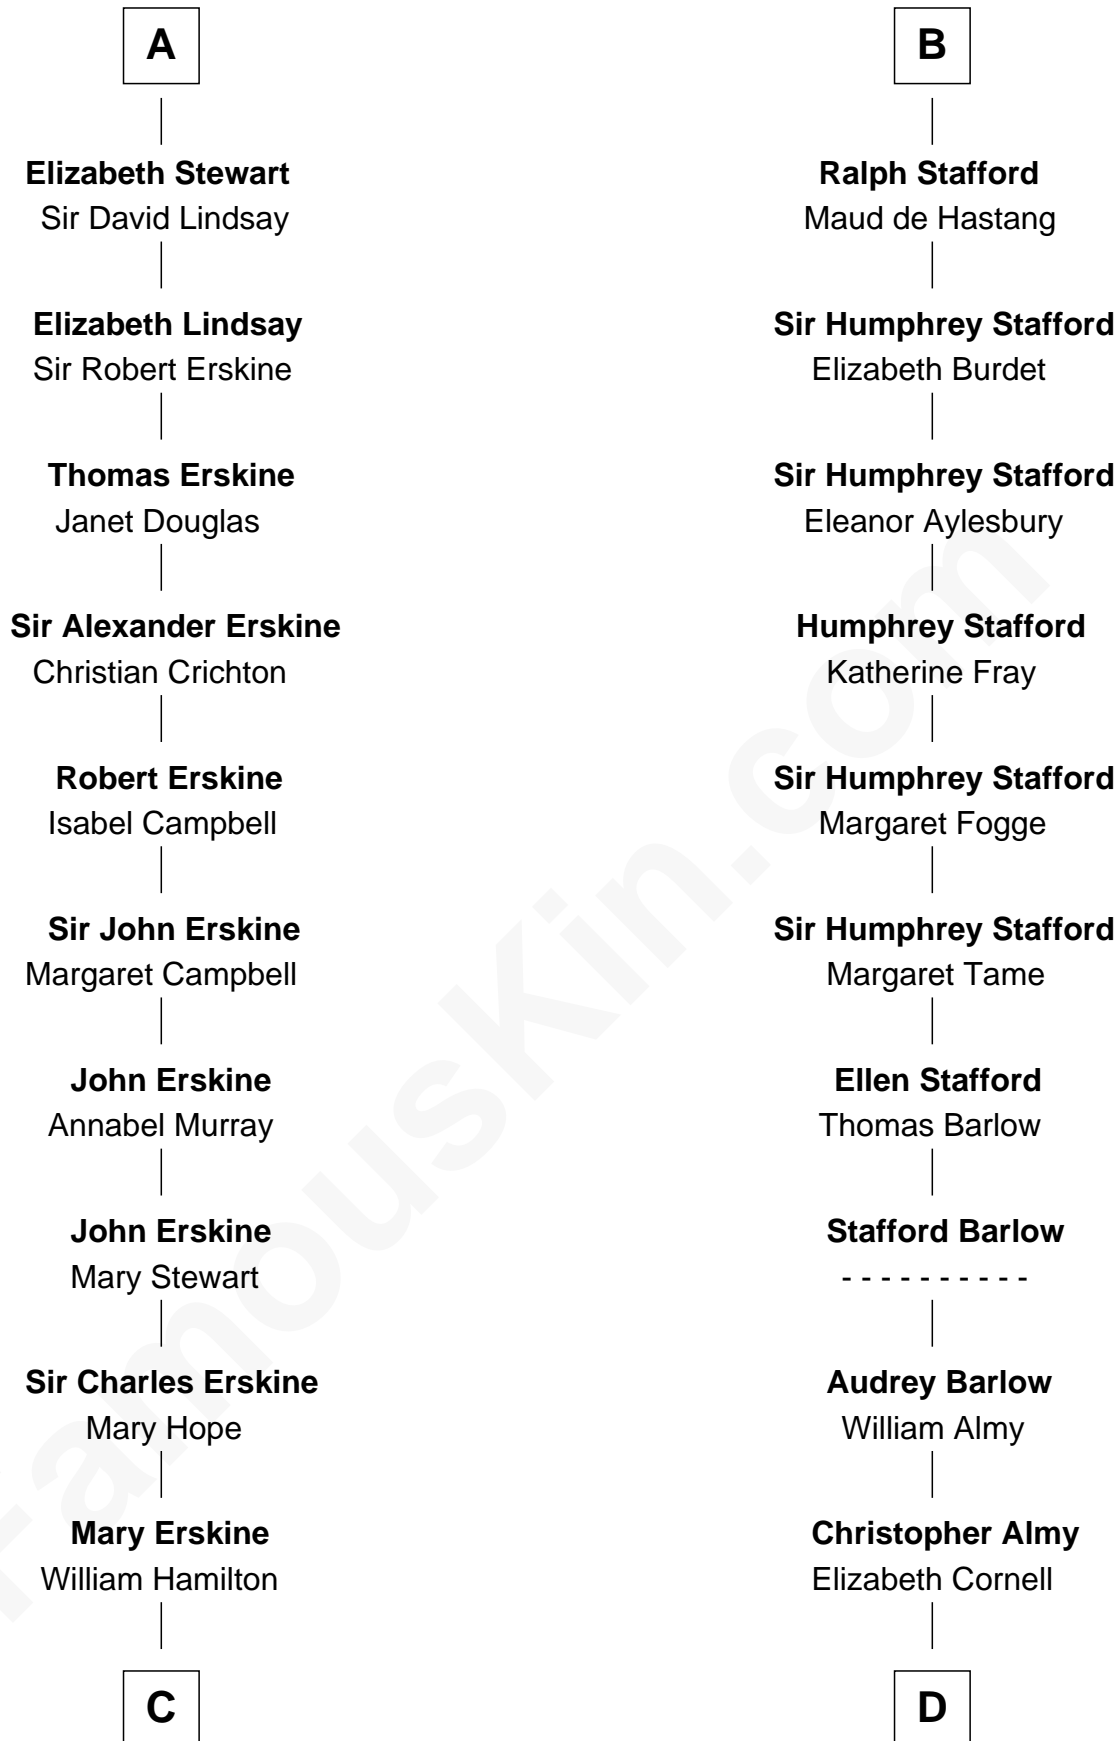 A
Elizabeth Stewart
Sir David Lindsay
Elizabeth Lindsay
Sir Robert Erskine
Thomas Erskine
Janet Douglas
Sir Alexander Erskine
Christian Crichton
Robert Erskine
Isabel Campbell
Sir John Erskine
Margaret Campbell
John Erskine
Annabel Murray
John Erskine
Mary Stewart
Sir Charles Erskine
Mary Hope
Mary Erskine
William Hamilton
C
B
Ralph Stafford
Maud de Hastang
Sir Humphrey Stafford
Elizabeth Burdet
Sir Humphrey Stafford
Eleanor Aylesbury
Humphrey Stafford
Katherine Fray
Sir Humphrey Stafford
Margaret Fogge
Sir Humphrey Stafford
Margaret Tame
Ellen Stafford
Thomas Barlow
Stafford Barlow
- - - - - - - - - -
Audrey Barlow
William Almy
Christopher Almy
Elizabeth Cornell
D
FamousKin.com